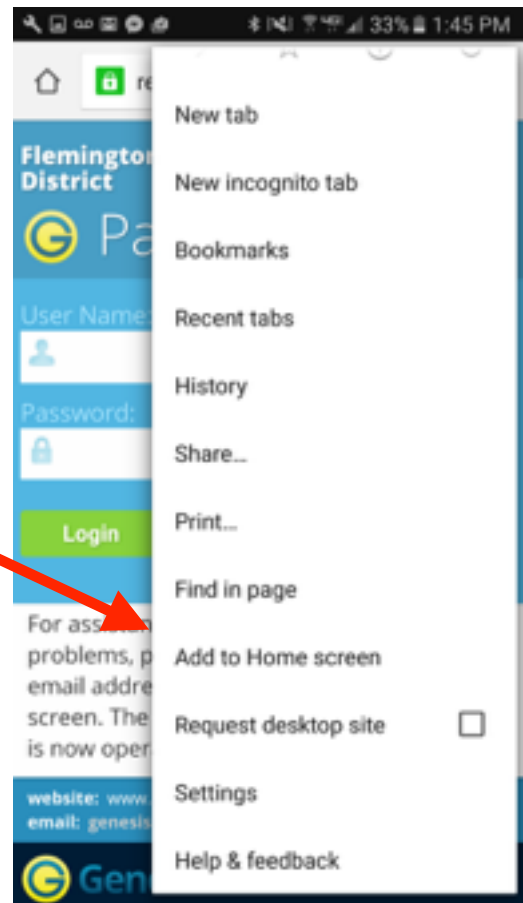 33% 1:45 PM
re
New tab
Flemington
District
New incognito tab
G Pa
Bookmarks
User Name:
Recent tabs
History
Password:
Share...
Login
Print...
Find in page
For assistan
problems, p
Add to Home screen
email addre
screen. The
Request desktop site
is now oper
Settings
website: www.
email: genesis
Help & feedback
G Gen